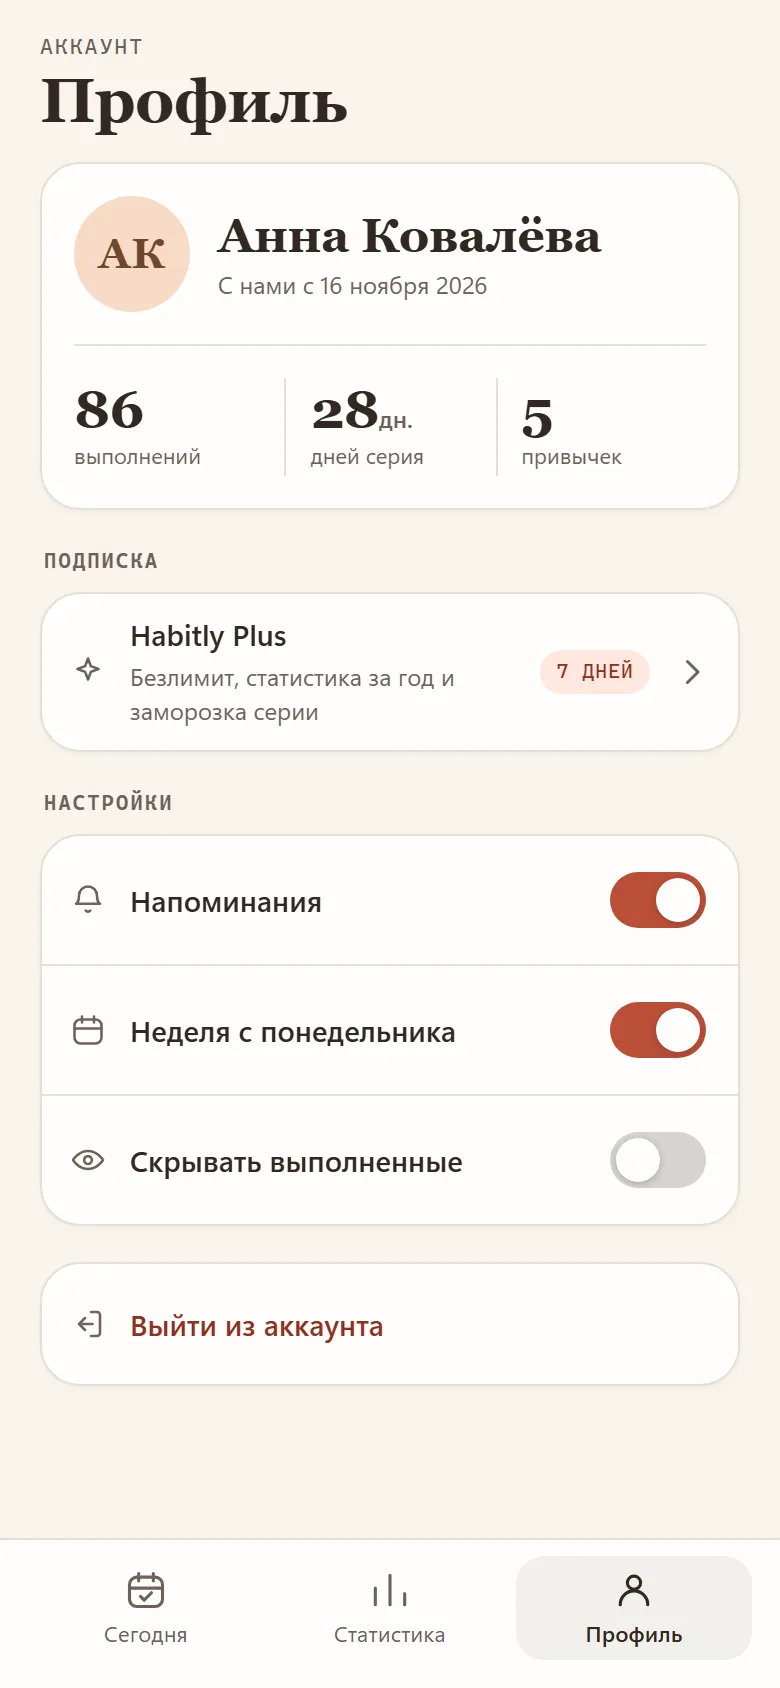 АККАУНТ
Профиль
АК
Анна Ковалёва
С нами с 16 ноября 2026
86
выполнений
28дн.
дней серия
5
привычек
ПОДПИСКА
Habitly Plus
Безлимит, статистика за год и
заморозка серии
7 ДНЕЙ
НАСТРОЙКИ
Напоминания
Неделя с понедельника
Скрывать выполненные
Выйти из аккаунта
Сегодня
Статистика
Профиль